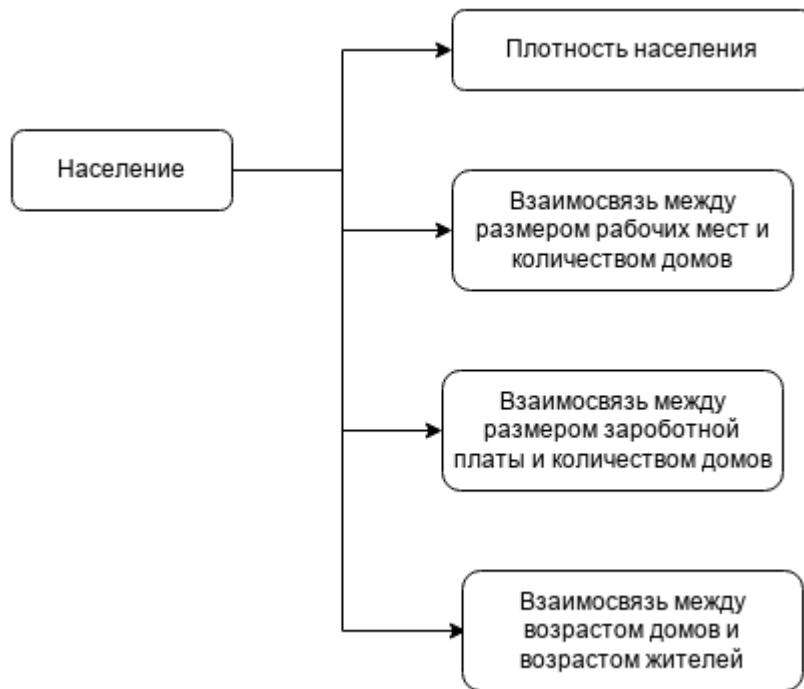 Плотность населения
Население
Взаимосвязь между
размером рабочих мест и
количеством домов
Взаимосвязь между
размером зароботной
платы и количеством домов
Взаимосвязь между
возрастом домов и
возрастом жителей